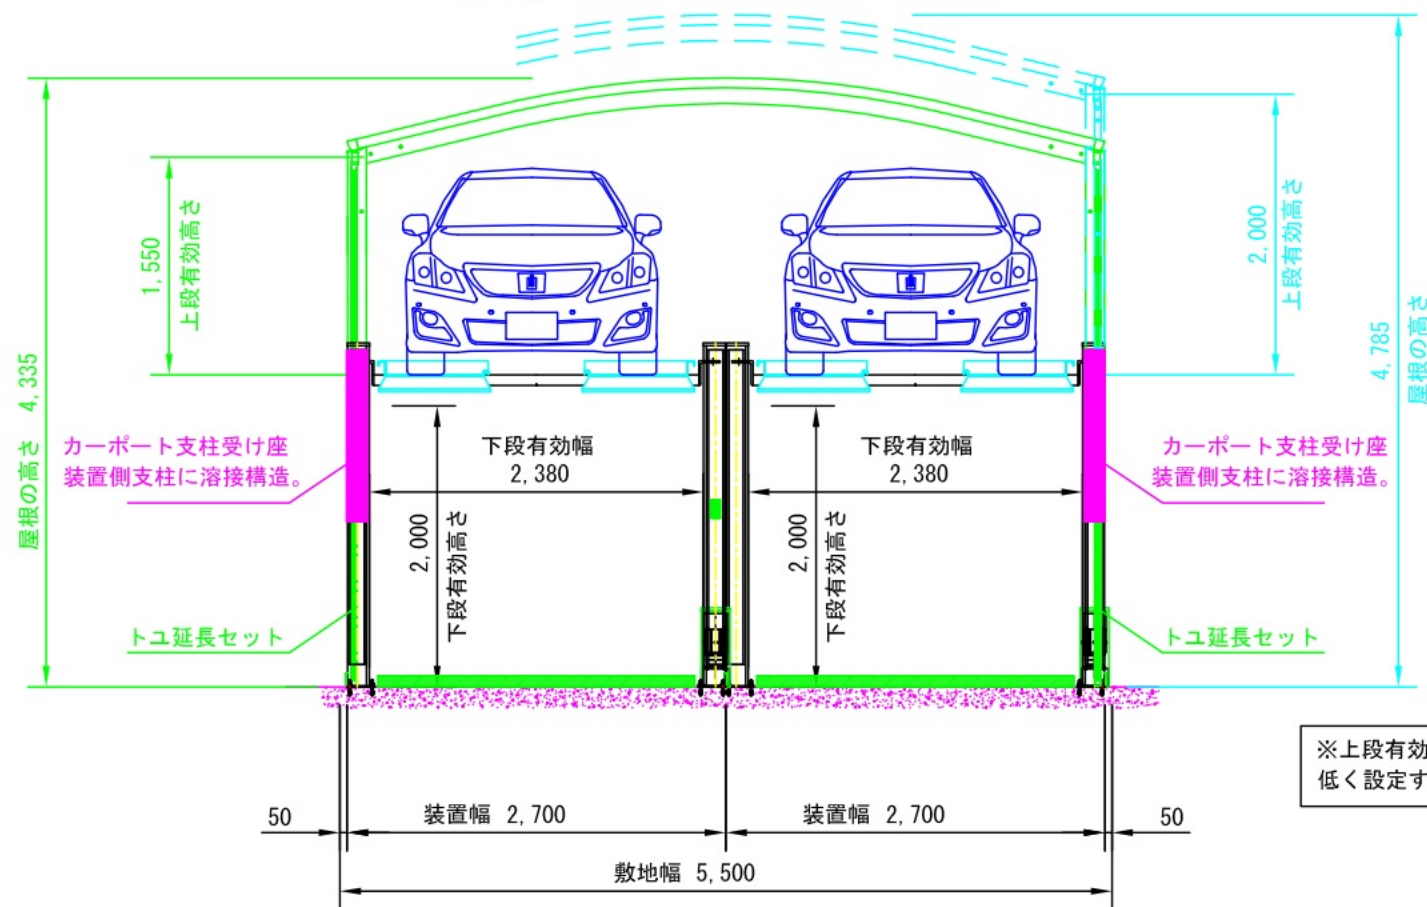 屋根の高さ 4,335
1,550
上段有効高さ
2,000
上段有効高さ
4,785
屋根の高さ
カーポート支柱受け座
装置側支柱に溶接構造。
下段有効幅
2,380
下段有効幅
2,380
カーポート支柱受け座
装置側支柱に溶接構造。
2,000
下段有効高さ
2,000
下段有効高さ
トユ延長セット
トユ延長セット
※上段有効
低く設定す
50
装置幅 2,700
装置幅 2,700
50
敷地幅 5,500